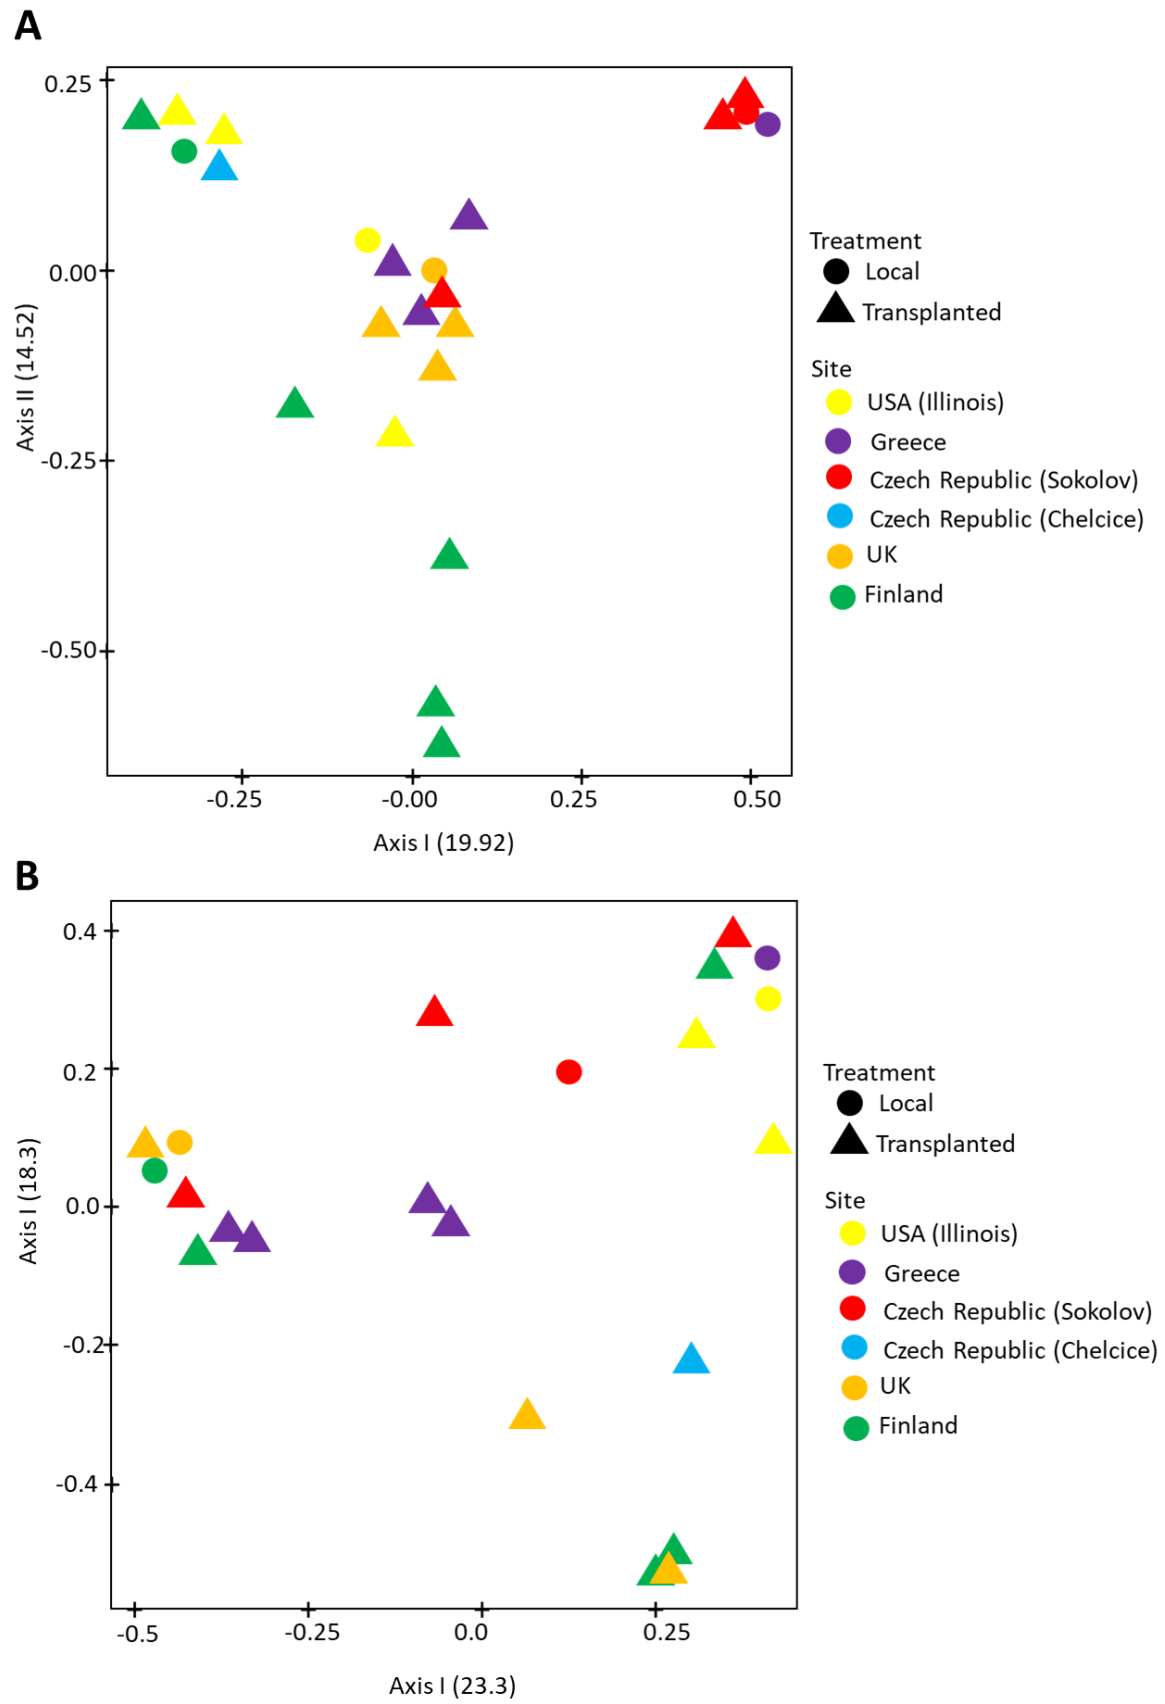 A
0.25
0.00
-0.25
-0.50
Axis II (14.52)
-0.25
-0.00
0.25
0.50
Axis I (19.92)
Treatment
Local
Transplanted
Site
USA (Illinois)
Greece
Czech Republic (Sokolov)
Czech Republic (Chelcice)
UK
Finland
B
0.4
0.2
0.0
-0.2
-0.4
Axis I (18.3)
-0.5
-0.25
0.0
0.25
Axis I (23.3)
Treatment
Local
Transplanted
Site
USA (Illinois)
Greece
Czech Republic (Sokolov)
Czech Republic (Chelcice)
UK
Finland